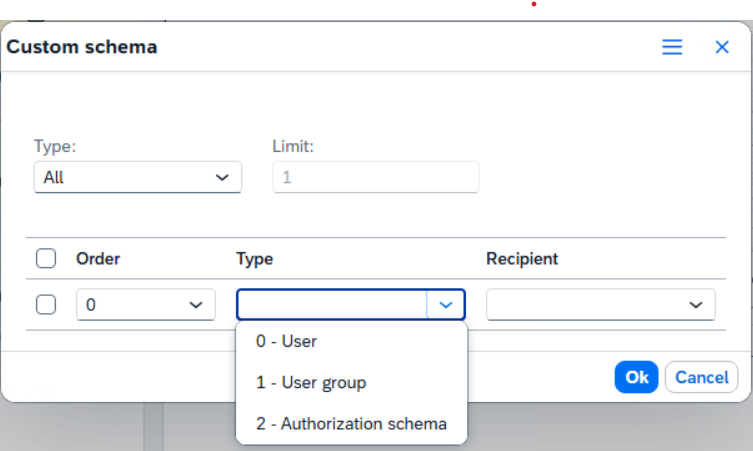 Custom schema
Type: Limit:
All 1
Order Type Recipient
0
0 - User
1 - User group
Ok Cancel
2 - Authorization schema